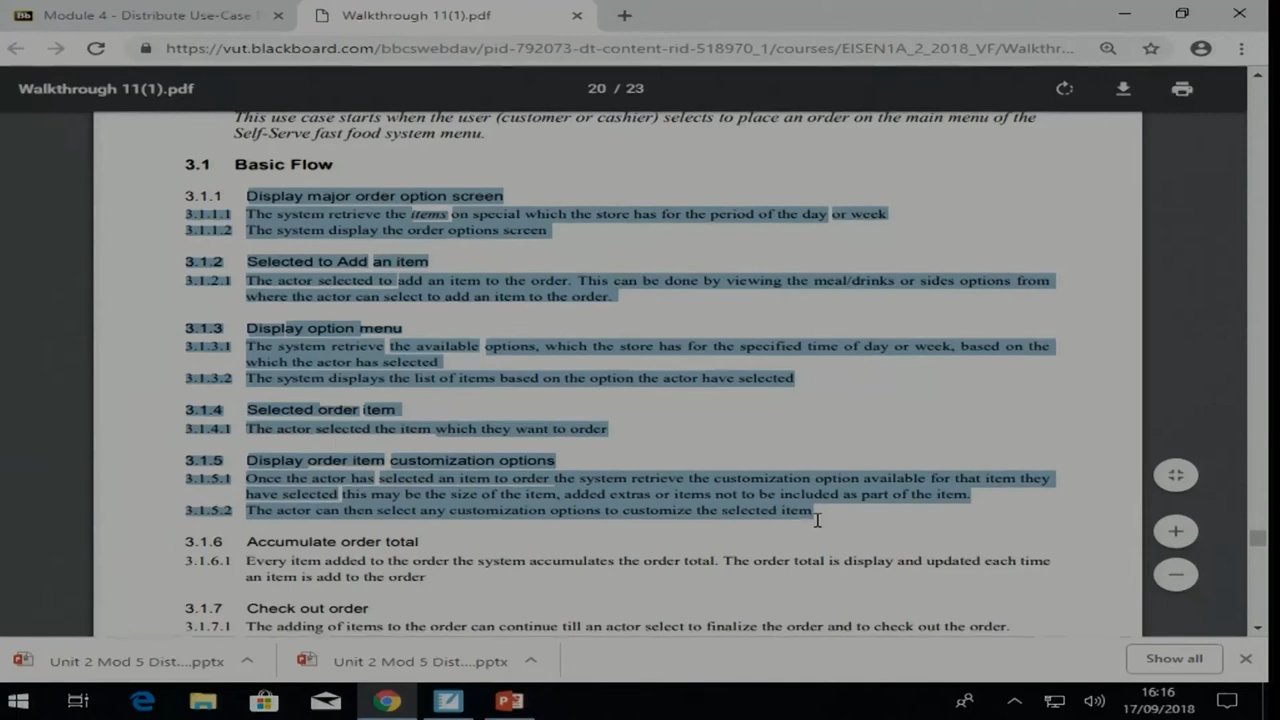 Module 4 - Distribute Use-Case
Walkthrough 11(1).pdf
https://vut.blackboard.com/bbcswebdav/pid-792073-dt-content-rid-518970_1/courses/EISEN1A_2_2018_VF/Walkthr...
Walkthrough 11(1).pdf
20 / 23
This use case starts when the user (customer or cashier) selects to place an order on the main menu of the
Self-Serve fast food system menu.
3.1 Basic Flow
3.1.1 Display major order option screen
3.1.1.1 The system retrieve the items on special which the store has for the period of the day or week
3.1.1.2 The system display the order options screen
3.1.2 Selected to Add an item
3.1.2.1 The actor selected to add an item to the order. This can be done by viewing the meal/drinks or sides options from
where the actor can select to add an item to the order.
3.1.3 Display option menu
3.1.3.1 The system retrieve the available options, which the store has for the specified time of day or week, based on the
which the actor has selected
3.1.3.2 The system displays the list of items based on the option the actor have selected
3.1.4 Selected order item
3.1.4.1 The actor selected the item which they want to order
3.1.5 Display order item customization options
3.1.5.1 Once the actor has selected an item to order the system retrieve the customization option available for that item they
have selected this may be the size of the item, added extras or items not to be included as part of the item.
3.1.5.2 The actor can then select any customization options to customize the selected item
3.1.6 Accumulate order total
3.1.6.1 Every item added to the order the system accumulates the order total. The order total is display and updated each time
an item is add to the order
3.1.7 Check out order
3.1.7.1 The adding of items to the order can continue till an actor select to finalize the order and to check out the order.
Unit 2 Mod 5 Dist....pptx
Unit 2 Mod 5 Dist....pptx
Show all
16:16
17/09/2018